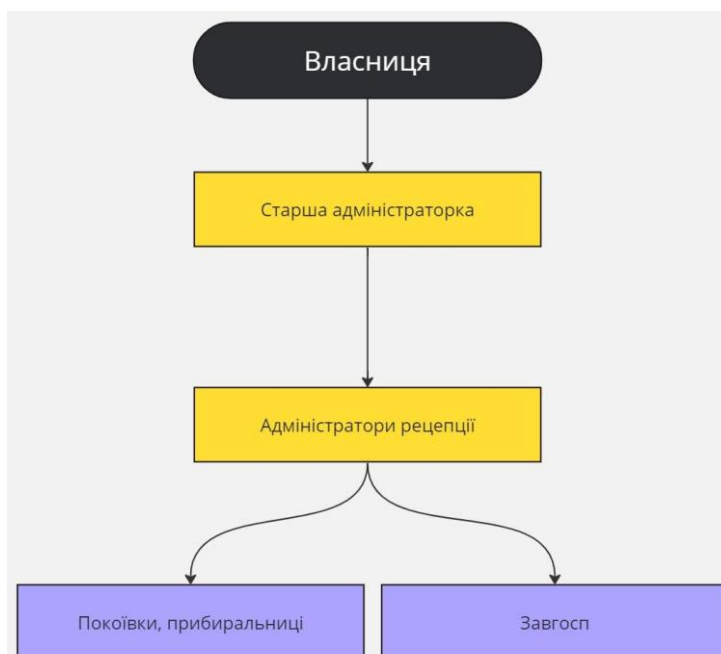 Власниця
Старша адміністраторка
Адміністратори рецепції
Покоївки, прибиральниці
Завгосп